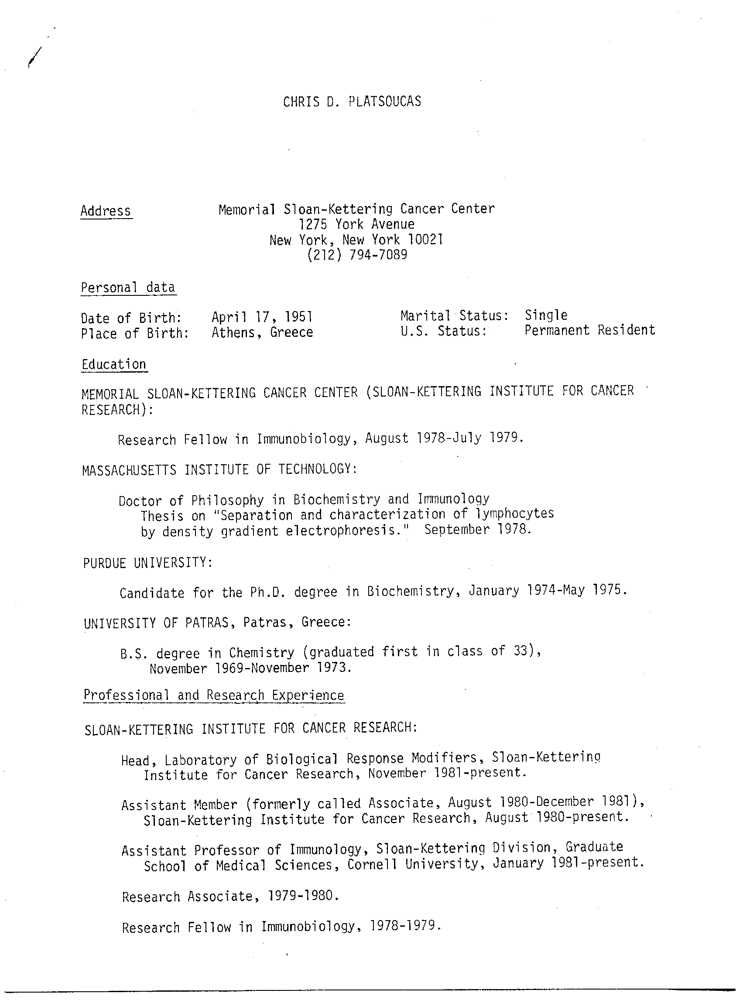 CHRIS D. PLATSOUCAS
Address
Memorial Sloan-Kettering Cancer Center
1275 York Avenue
New York, New York 10021
(212) 794-7089
Personal data
Date of Birth: April 17, 1951 Marital Status: Single
Place of Birth: Athens, Greece U.S. Status: Permanent Resident
Education
MEMORIAL SLOAN-KETTERING CANCER CENTER (SLOAN-KETTERING INSTITUTE FOR CANCER
RESEARCH):
Research Fellow in Immunobiology, August 1978-July 1979.
MASSACHUSETTS INSTITUTE OF TECHNOLOGY:
Doctor of Philosophy in Biochemistry and Immunology
Thesis on "Separation and characterization of lymphocytes
by density gradient electrophoresis." September 1978.
PURDUE UNIVERSITY:
Candidate for the Ph.D. degree in Biochemistry, January 1974-May 1975.
UNIVERSITY OF PATRAS, Patras, Greece:
B.S. degree in Chemistry (graduated first in class of 33),
November 1969-November 1973.
Professional and Research Experience
SLOAN-KETTERING INSTITUTE FOR CANCER RESEARCH:
Head, Laboratory of Biological Response Modifiers, Sloan-Kettering
Institute for Cancer Research, November 1981-present.
Assistant Member (formerly called Associate, August 1980-December 1981),
Sloan-Kettering Institute for Cancer Research, August 1980-present.
Assistant Professor of Immunology, Sloan-Kettering Division, Graduate
School of Medical Sciences, Cornell University, January 1981-present.
Research Associate, 1979-1980.
Research Fellow in Immunobiology, 1978-1979.